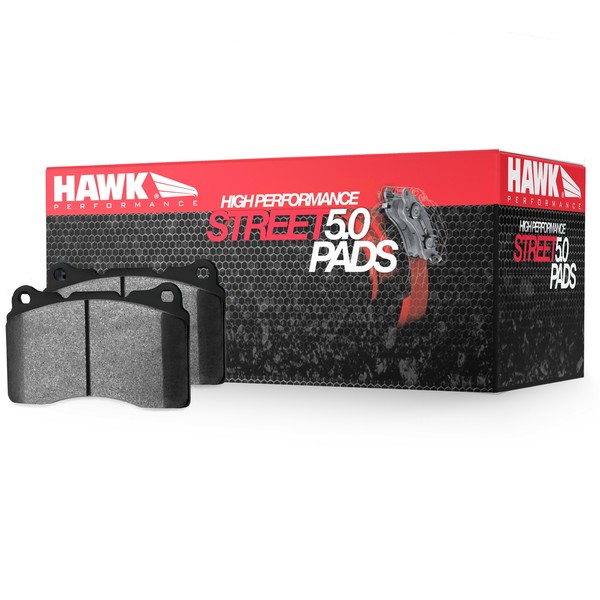 HAWK
PERFORMANCE
HIGH PERFORMANCE
STREET 5.0
PADS
HAWK
PERFORMANCE
HIGH PERFORMANCE
STREET 5.0
PADS